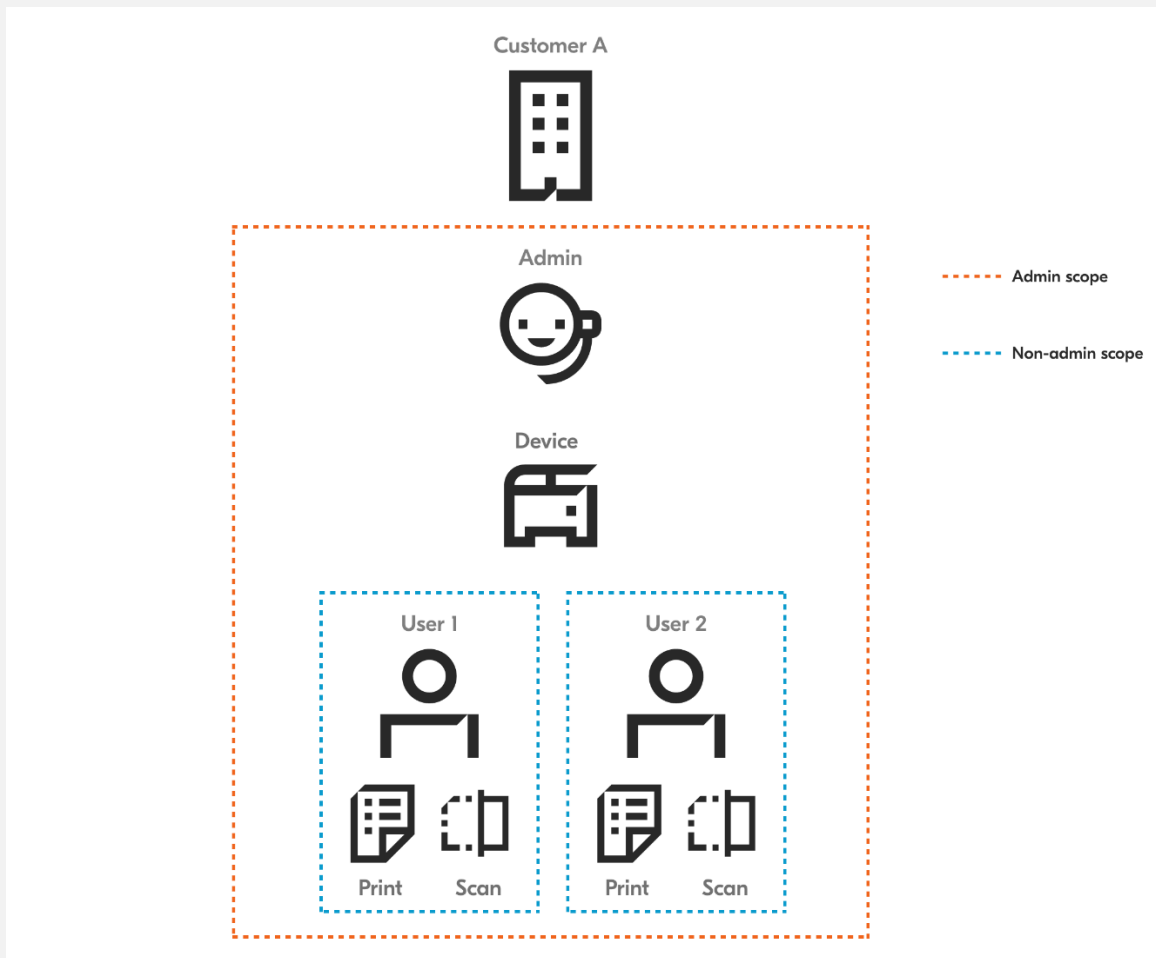 Customer A
Admin
Admin scope
Non-admin scope
Device
User 1
User 2
Print
Scan
Print
Scan